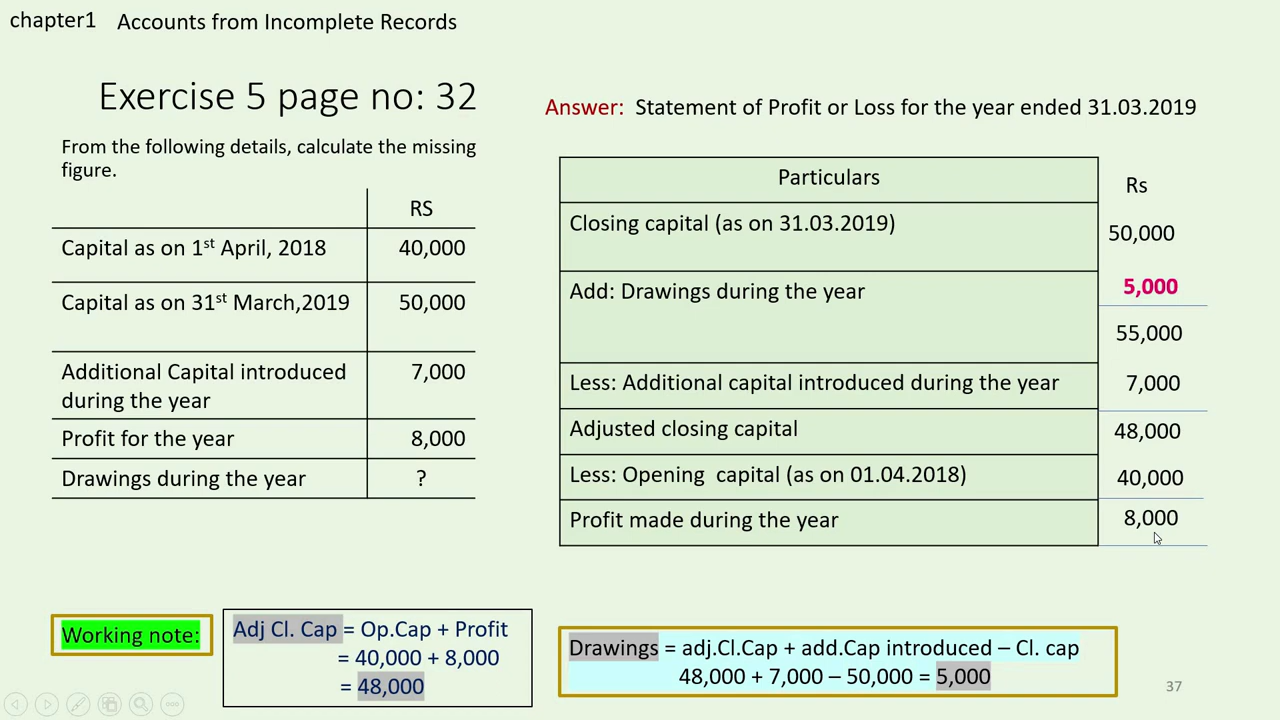 chapter1 Accounts from Incomplete Records
Exercise 5 page no: 32
From the following details, calculate the missing
figure.
RS
Capital as on 1st April, 2018 40,000
Capital as on 31st March,2019 50,000
Additional Capital introduced 7,000
during the year
Profit for the year 8,000
Drawings during the year ?
Answer: Statement of Profit or Loss for the year ended 31.03.2019
Particulars Rs
Closing capital (as on 31.03.2019) 50,000
Add: Drawings during the year 5,000
55,000
Less: Additional capital introduced during the year 7,000
Adjusted closing capital 48,000
Less: Opening capital (as on 01.04.2018) 40,000
Profit made during the year 8,000
Working note:
Adj Cl. Cap = Op.Cap + Profit
= 40,000 + 8,000
= 48,000
Drawings = adj.Cl.Cap + add.Cap introduced – Cl. cap
48,000 + 7,000 – 50,000 = 5,000
37